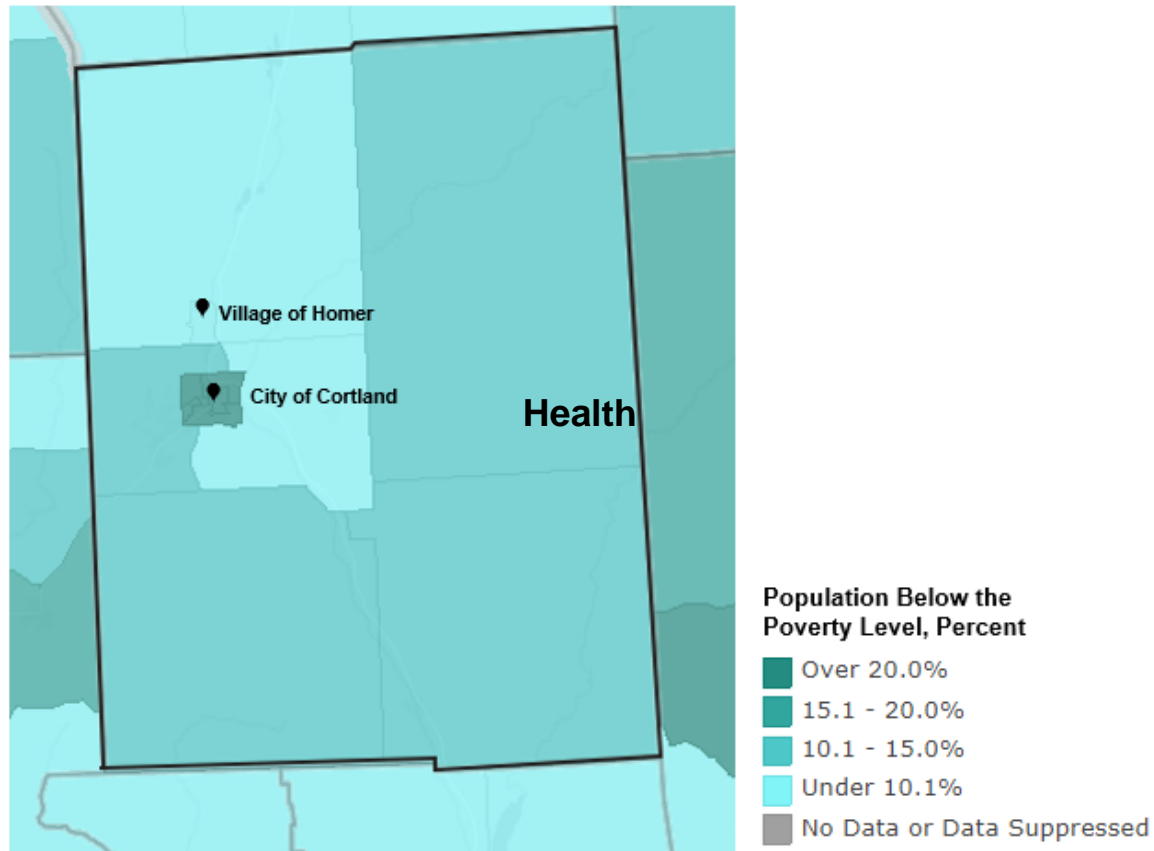 Village of Homer
City of Cortland
Health
Population Below the
Poverty Level, Percent
Over 20.0%
15.1 - 20.0%
10.1 - 15.0%
Under 10.1%
No Data or Data Suppressed